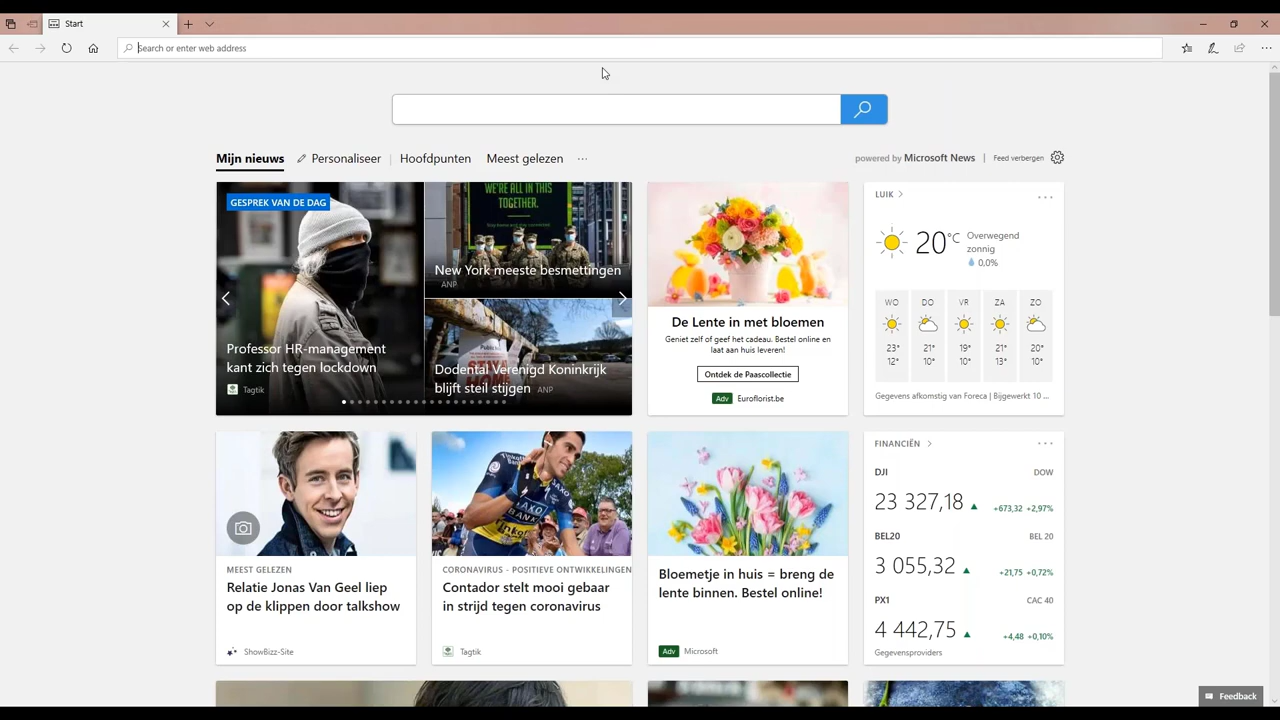 Start
Search or enter web address
Mijn nieuws
Personaliseer
Hoofdpunten
Meest gelezen
powered by Microsoft News
Feed verbergen
GESPREK VAN DE DAG
Professor HR-management
kant zich tegen lockdown
Tagtik
WE'RE ALL IN THIS
TOGETHER.
New York meeste besmettingen
ANP
Dodental Verenigd Koninkrijk
blijft steil stijgen ANP
De Lente in met bloemen
Geniet zelf of geef het cadeau. Bestel online en
laat aan huis leveren!
Ontdek de Paascollectie
Adv Euroflorist.be
LUIK
20°C
Overwegend
zonnig
0,0%
WO DO VR ZA ZO
23° 21° 19° 21° 20°
12° 10° 10° 13° 10°
Gegevens afkomstig van Foreca | Bijgewerkt 10 ...
MEEST GELEZEN
Relatie Jonas Van Geel liep
op de klippen door talkshow
ShowBizz-Site
CORONAVIRUS - POSITIEVE ONTWIKKELINGEN
Contador stelt mooi gebaar
in strijd tegen coronavirus
Tagtik
Bloemetje in huis = breng de
lente binnen. Bestel online!
Adv Microsoft
FINANCIËN
DJI DOW
23 327,18 +673,32 +2,97%
BEL20 BEL 20
3 055,32 +21,75 +0,72%
PX1 CAC 40
4 442,75 +4,48 +0,10%
Gegevensproviders
Feedback